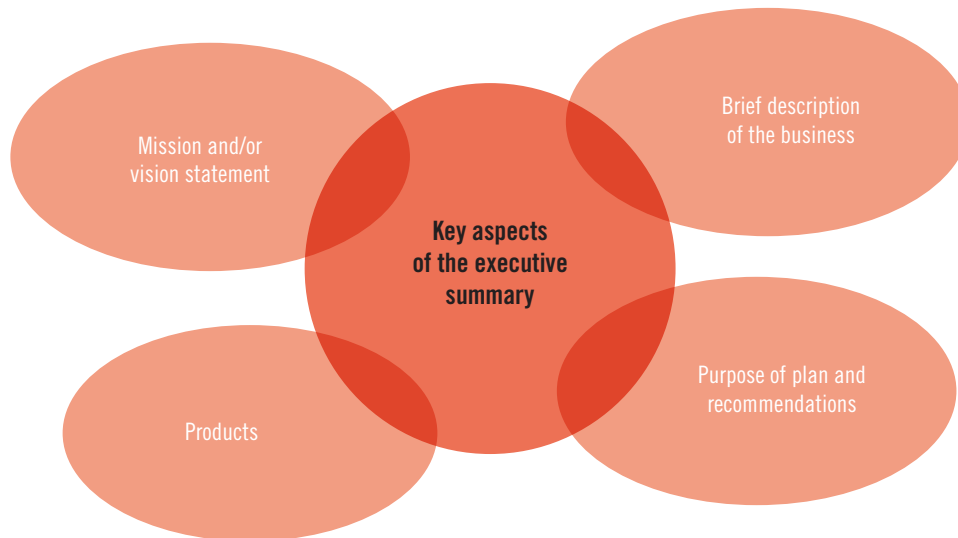 Mission and/or
vision statement
Brief description
of the business
Key aspects
of the executive
summary
Products
Purpose of plan and
recommendations